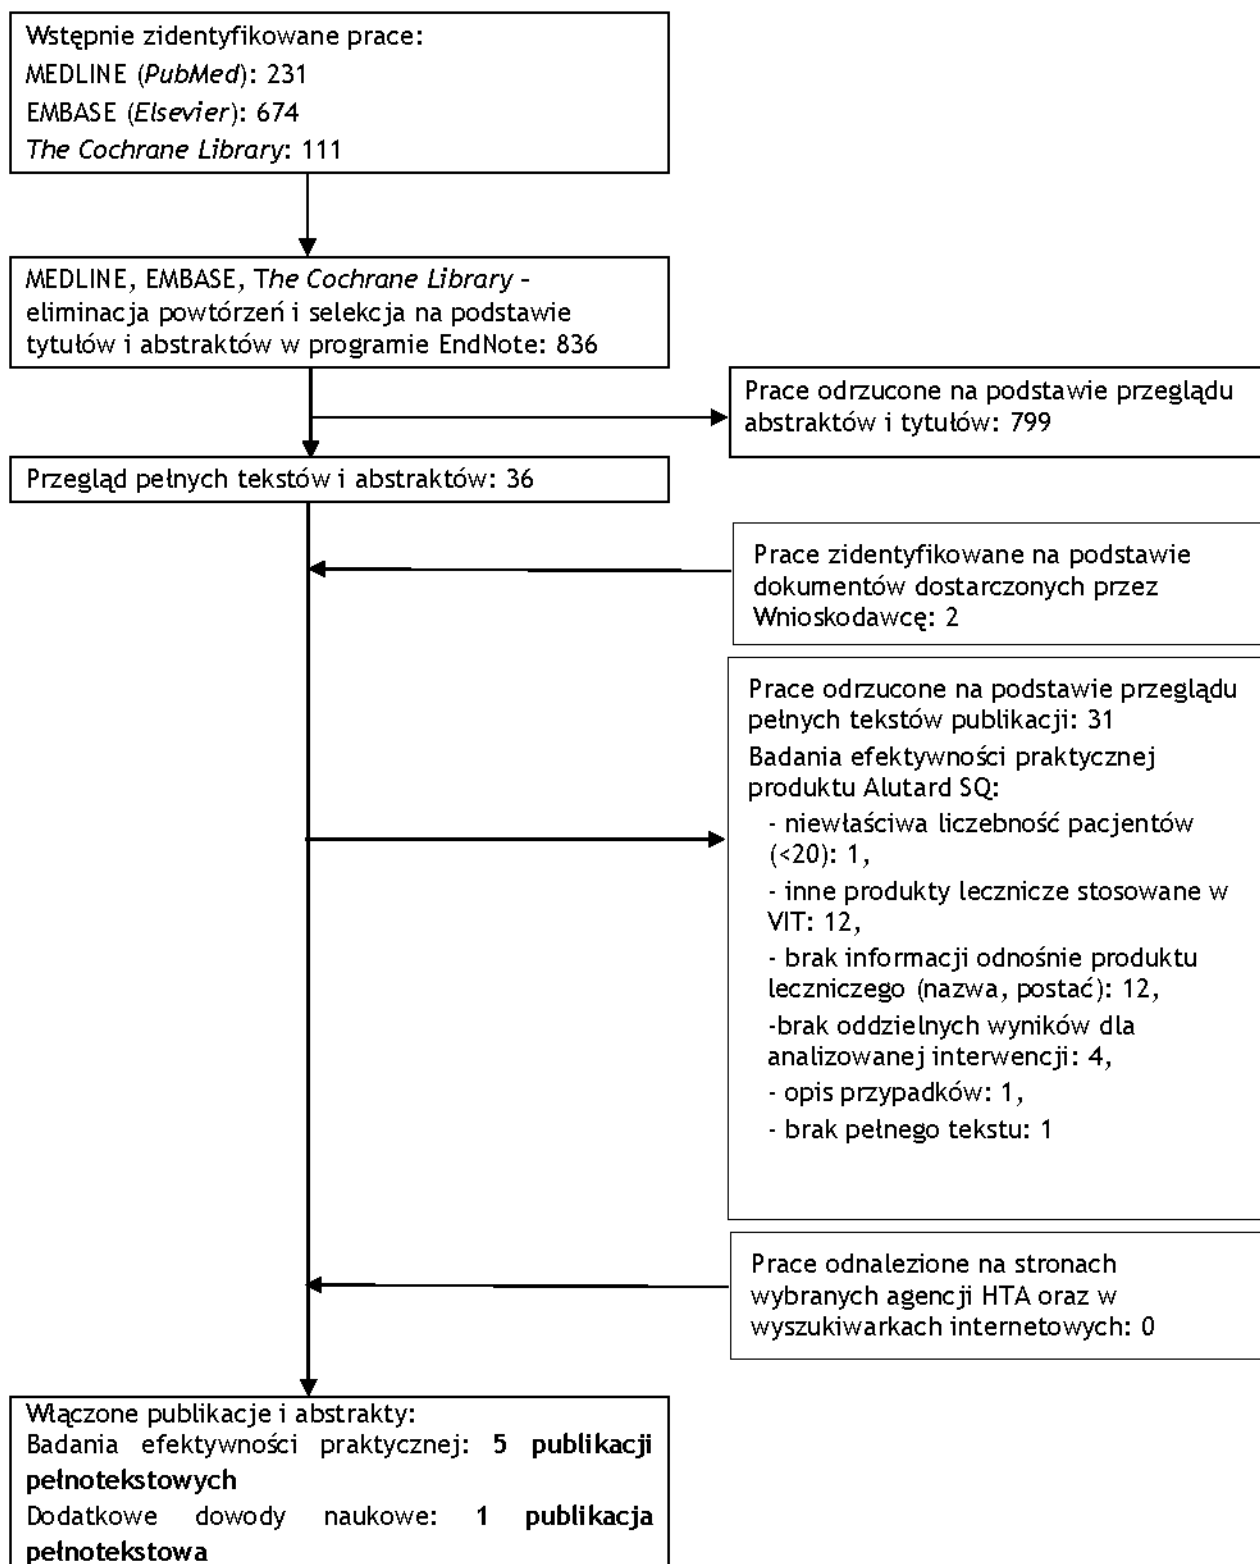 Wstępnie zidentyfikowane prace:
MEDLINE (PubMed): 231
EMBASE (Elsevier): 674
The Cochrane Library: 111
MEDLINE, EMBASE, The Cochrane Library –
eliminacja powtórzeń i selekcja na podstawie
tytułów i abstraktów w programie EndNote: 836
Prace odrzucone na podstawie przeglądu
abstraktów i tytułów: 799
Przegląd pełnych tekstów i abstraktów: 36
Prace zidentyfikowane na podstawie
dokumentów dostarczonych przez
Wnioskodawcę: 2
Prace odrzucone na podstawie przeglądu
pełnych tekstów publikacji: 31
Badania efektywności praktycznej
produktu Alutard SQ:
- niewłaściwa liczebność pacjentów
(<20): 1,
- inne produkty lecznicze stosowane w
VIT: 12,
- brak informacji odnośnie produktu
leczniczego (nazwa, postać): 12,
-brak oddzielnych wyników dla
analizowanej interwencji: 4,
- opis przypadków: 1,
- brak pełnego tekstu: 1
Prace odnalezione na stronach
wybranych agencji HTA oraz w
wyszukiwarkach internetowych: 0
Włączone publikacje i abstrakty:
Badania efektywności praktycznej: 5 publikacji
pełnotekstowych
Dodatkowe dowody naukowe: 1 publikacja
pełnotekstowa